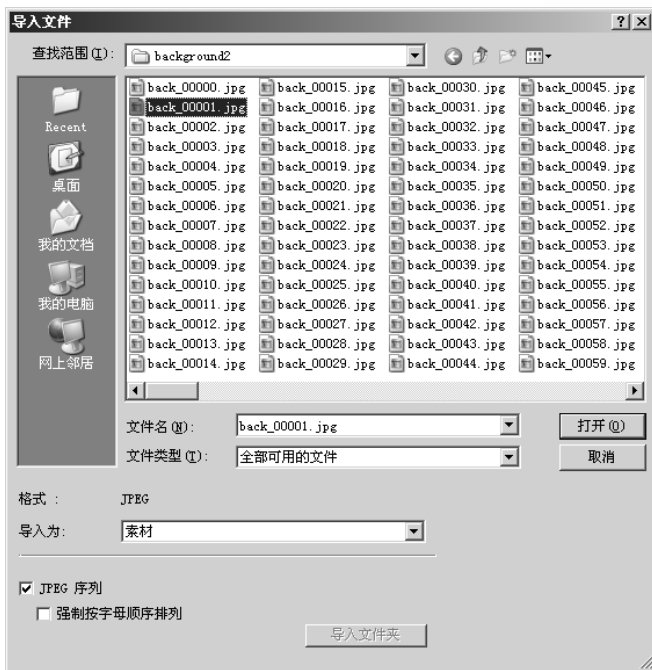 导入文件
查找范围(I): background2
back_00000.jpg back_00015.jpg back_00030.jpg back_00045.jpg
back_00001.jpg back_00016.jpg back_00031.jpg back_00046.jpg
back_00002.jpg back_00017.jpg back_00032.jpg back_00047.jpg
back_00003.jpg back_00018.jpg back_00033.jpg back_00048.jpg
back_00004.jpg back_00019.jpg back_00034.jpg back_00049.jpg
back_00005.jpg back_00020.jpg back_00035.jpg back_00050.jpg
back_00006.jpg back_00021.jpg back_00036.jpg back_00051.jpg
back_00007.jpg back_00022.jpg back_00037.jpg back_00052.jpg
back_00008.jpg back_00023.jpg back_00038.jpg back_00053.jpg
back_00009.jpg back_00024.jpg back_00039.jpg back_00054.jpg
back_00010.jpg back_00025.jpg back_00040.jpg back_00055.jpg
back_00011.jpg back_00026.jpg back_00041.jpg back_00056.jpg
back_00012.jpg back_00027.jpg back_00042.jpg back_00057.jpg
back_00013.jpg back_00028.jpg back_00043.jpg back_00058.jpg
back_00014.jpg back_00029.jpg back_00044.jpg back_00059.jpg
Recent
桌面
我的文档
我的电脑
网上邻居
文件名(N): back_00001.jpg 打开(O)
文件类型(T): 全部可用的文件 取消
格式 : JPEG
导入为: 素材
JPEG 序列
强制按字母顺序排列
导入文件夹